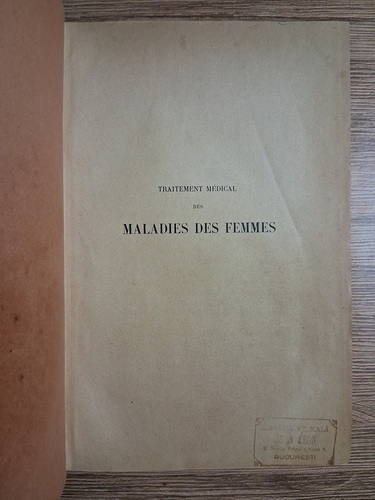 TRAITEMENT MÉDICAL
DES
MALADIES DES FEMMES
BUCUREȘTI